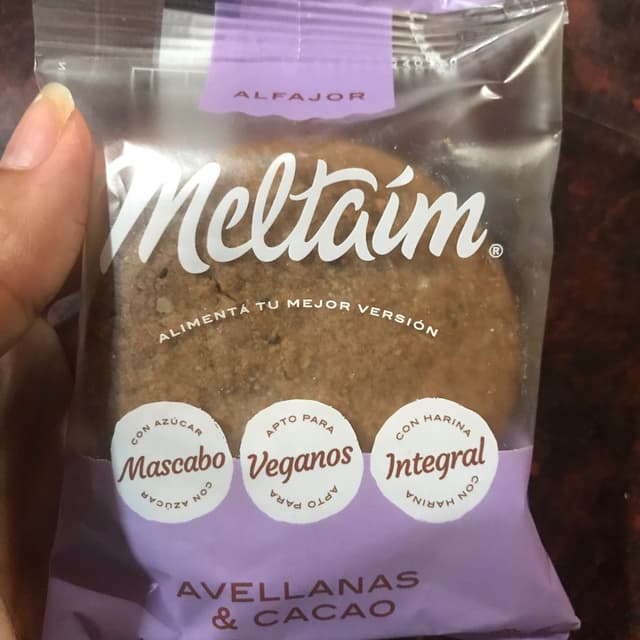 ALFAJOR
Meltaím®
ALIMENTÁ TU MEJOR VERSIÓN
CON AZÚCAR
Mascabo
CON AZÚCAR
APTO PARA
Veganos
APTO PARA
CON HARINA
Integral
CON HARINA
AVELLANAS
& CACAO